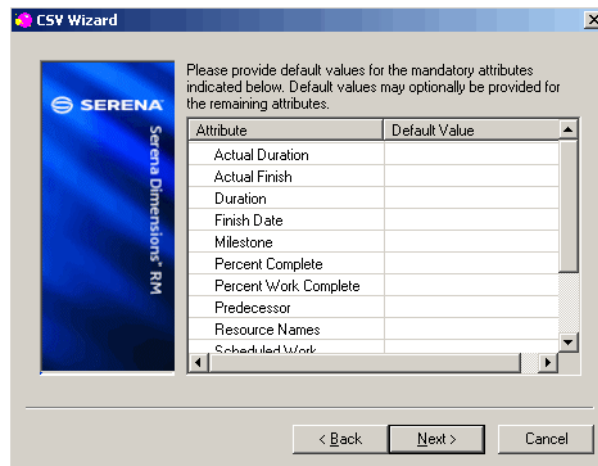 CSV Wizard
SERENA
Serena Dimensions® RM
Please provide default values for the mandatory attributes
indicated below. Default values may optionally be provided for
the remaining attributes.
Attribute Default Value
Actual Duration
Actual Finish
Duration
Finish Date
Milestone
Percent Complete
Percent Work Complete
Predecessor
Resource Names
Scheduled Work
< Back Next > Cancel